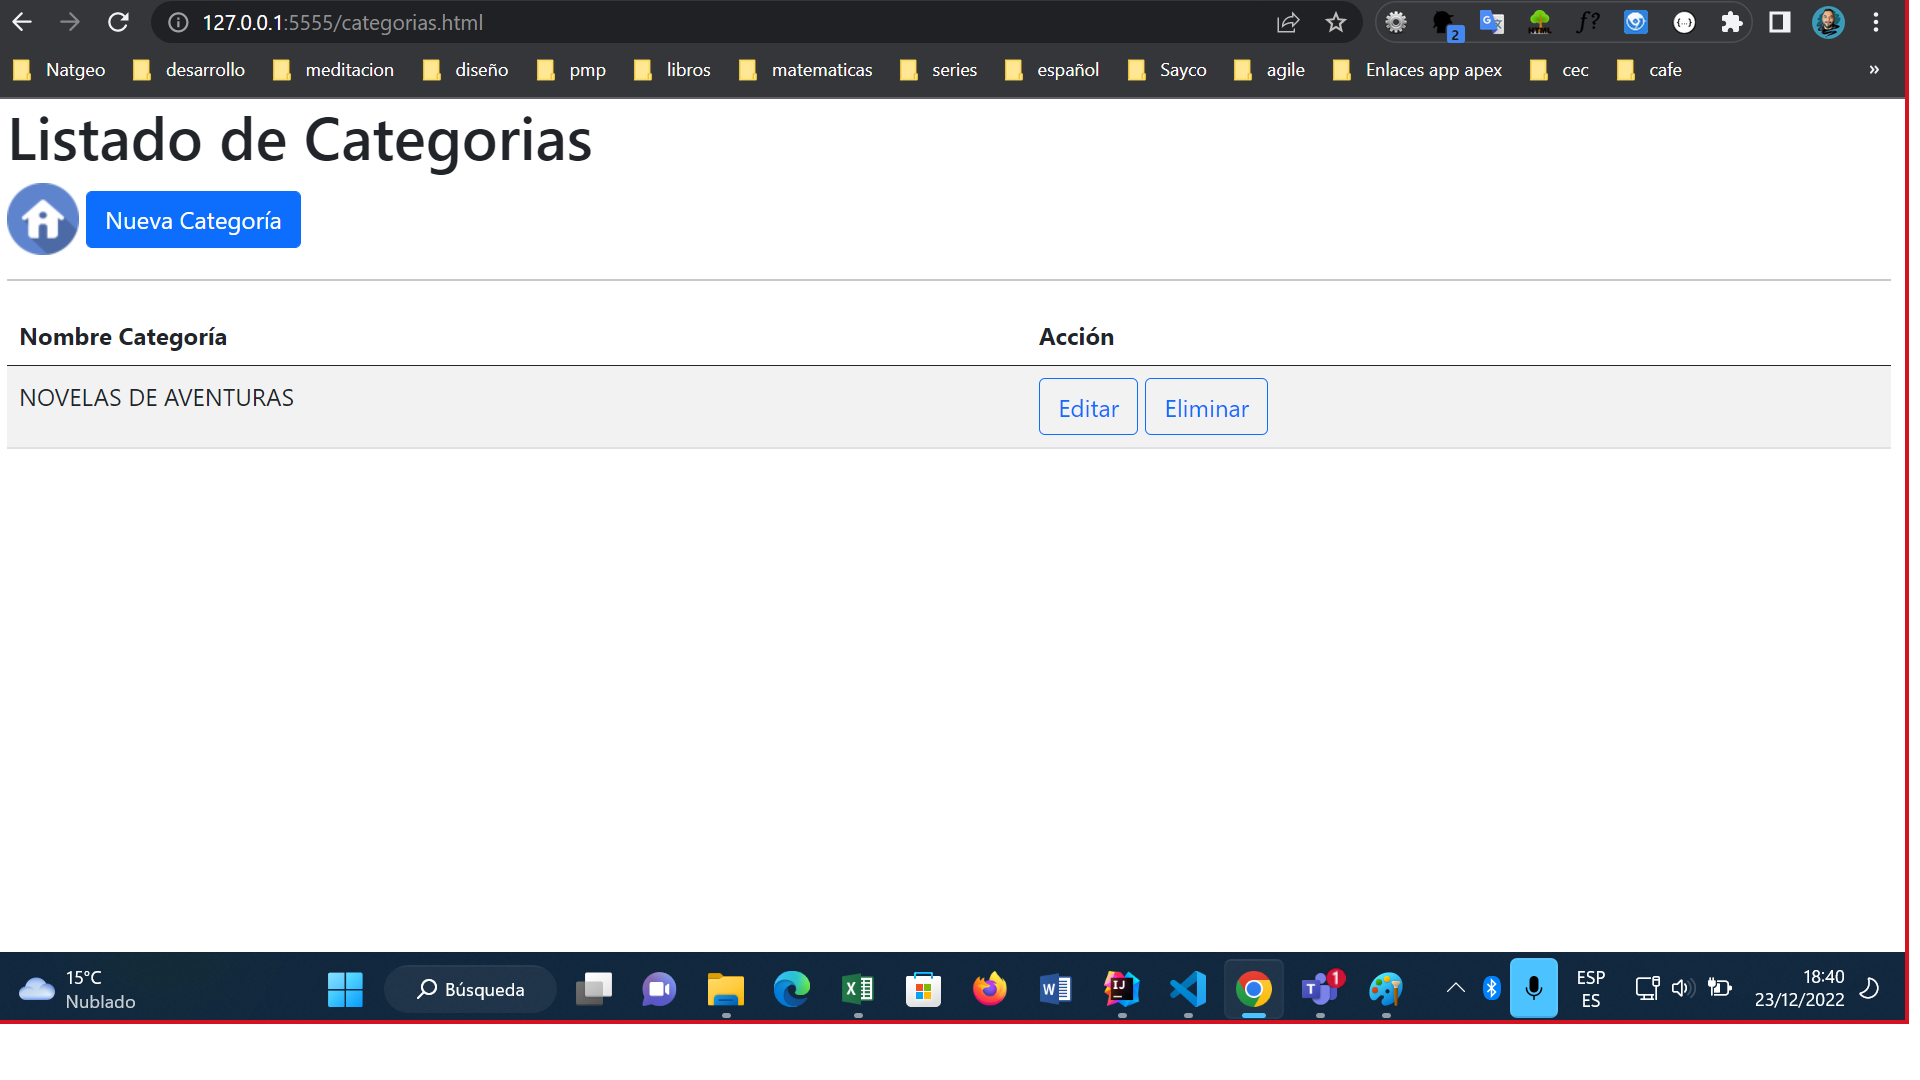 127.0.0.1:5555/categorias.html
2
Natgeo desarrollo meditacion diseño pmp libros matematicas series español Sayco agile Enlaces app apex cec cafe »
Listado de Categorias
Nueva Categoría
Nombre Categoría Acción
NOVELAS DE AVENTURAS Editar Eliminar
15°C
Nublado
Búsqueda
1
ESP
ES
18:40
23/12/2022